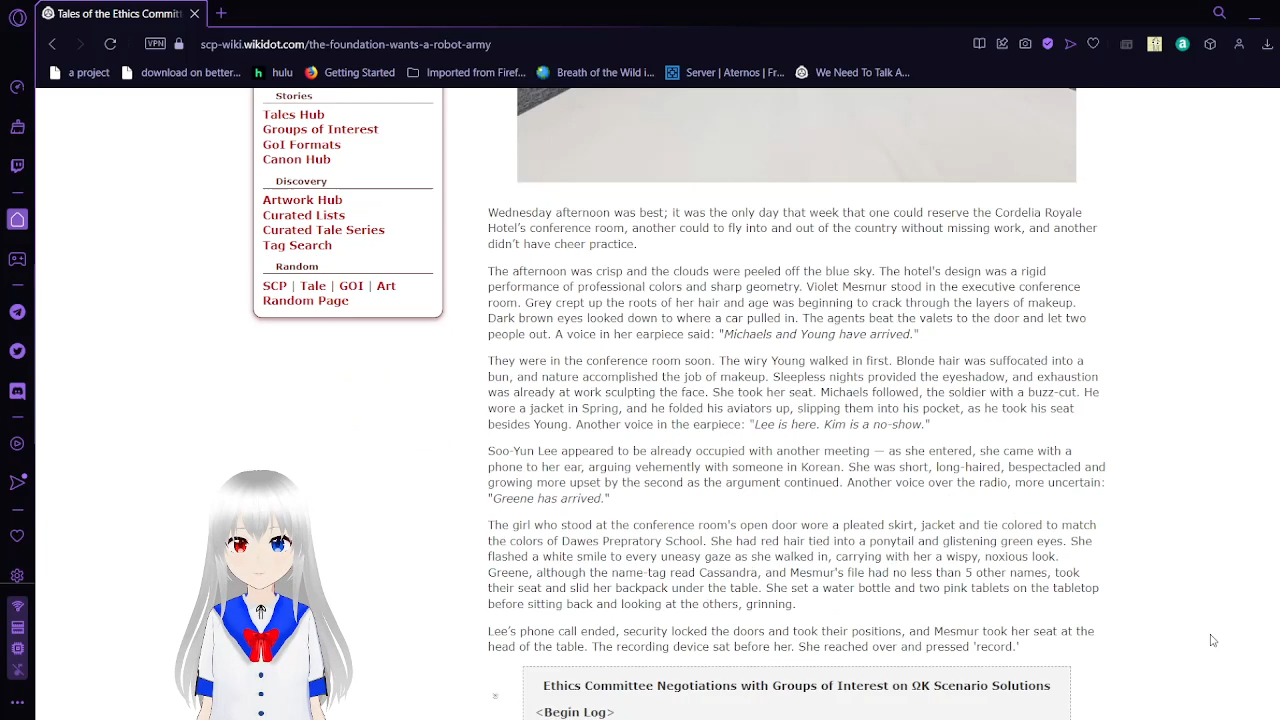 Tales of the Ethics Committ
scp-wiki.wikidot.com/the-foundation-wants-a-robot-army
VPN
a project
download on better...
hulu
Getting Started
Imported from Firef...
Breath of the Wild i...
Server | Aternos | Fr...
We Need To Talk A...
Stories
Tales Hub
Groups of Interest
GoI Formats
Canon Hub
Discovery
Artwork Hub
Curated Lists
Curated Tale Series
Tag Search
Random
SCP | Tale | GOI | Art
Random Page
Wednesday afternoon was best; it was the only day that week that one could reserve the Cordelia Royale
Hotel's conference room, another could to fly into and out of the country without missing work, and another
didn't have cheer practice.
The afternoon was crisp and the clouds were peeled off the blue sky. The hotel's design was a rigid
performance of professional colors and sharp geometry. Violet Mesmur stood in the executive conference
room. Grey crept up the roots of her hair and age was beginning to crack through the layers of makeup.
Dark brown eyes looked down to where a car pulled in. The agents beat the valets to the door and let two
people out. A voice in her earpiece said: "Michaels and Young have arrived."
They were in the conference room soon. The wiry Young walked in first. Blonde hair was suffocated into a
bun, and nature accomplished the job of makeup. Sleepless nights provided the eyeshadow, and exhaustion
was already at work sculpting the face. She took her seat. Michaels followed, the soldier with a buzz-cut. He
wore a jacket in Spring, and he folded his aviators up, slipping them into his pocket, as he took his seat
besides Young. Another voice in the earpiece: "Lee is here. Kim is a no-show."
Soo-Yun Lee appeared to be already occupied with another meeting — as she entered, she came with a
phone to her ear, arguing vehemently with someone in Korean. She was short, long-haired, bespectacled and
growing more upset by the second as the argument continued. Another voice over the radio, more uncertain:
"Greene has arrived."
The girl who stood at the conference room's open door wore a pleated skirt, jacket and tie colored to match
the colors of Dawes Prepratory School. She had red hair tied into a ponytail and glistening green eyes. She
flashed a white smile to every uneasy gaze as she walked in, carrying with her a wispy, noxious look.
Greene, although the name-tag read Cassandra, and Mesmur's file had no less than 5 other names, took
their seat and slid her backpack under the table. She set a water bottle and two pink tablets on the tabletop
before sitting back and looking at the others, grinning.
Lee's phone call ended, security locked the doors and took their positions, and Mesmur took her seat at the
head of the table. The recording device sat before her. She reached over and pressed 'record.'
Ethics Committee Negotiations with Groups of Interest on ΩK Scenario Solutions
<Begin Log>